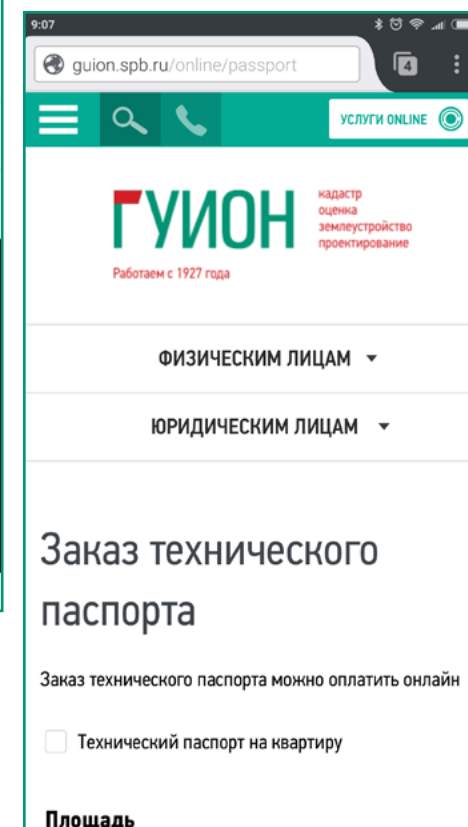 9:07
guion.spb.ru/online/passport
4
УСЛУГИ ONLINE
ГУИОН
кадастр
оценка
землеустройство
проектирование
Работаем с 1927 года
ФИЗИЧЕСКИМ ЛИЦАМ
ЮРИДИЧЕСКИМ ЛИЦАМ
Заказ технического
паспорта
Заказ технического паспорта можно оплатить онлайн
Технический паспорт на квартиру
Площадь